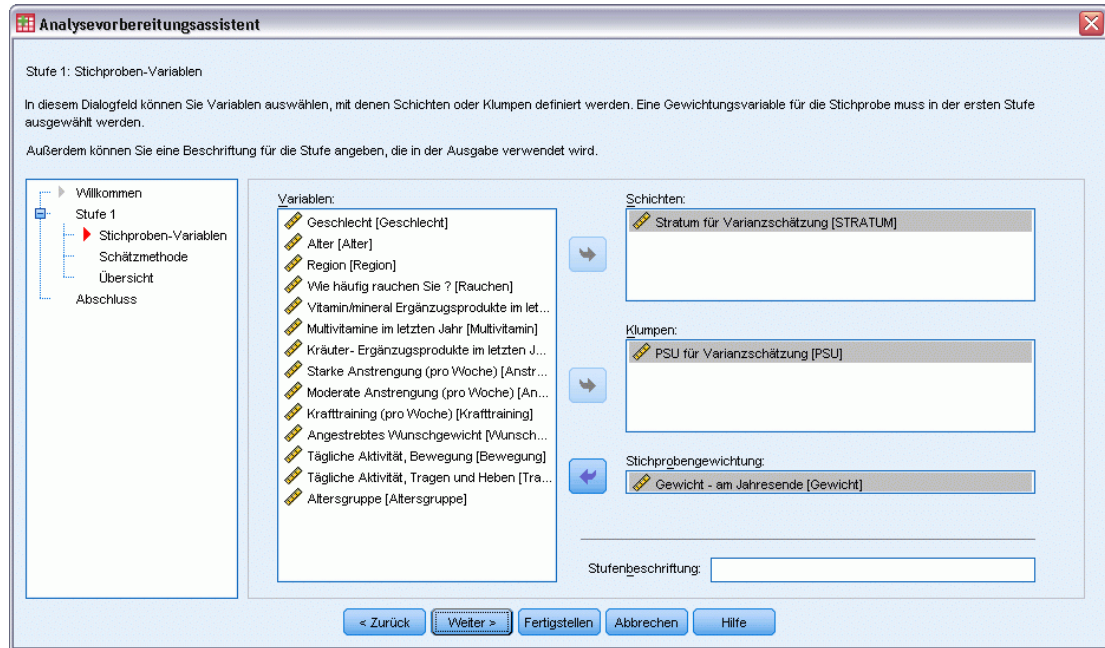 Analysevorbereitungsassistent
Stufe 1: Stichproben-Variablen
In diesem Dialogfeld können Sie Variablen auswählen, mit denen Schichten oder Klumpen definiert werden. Eine Gewichtungsvariable für die Stichprobe muss in der ersten Stufe
ausgewählt werden.
Außerdem können Sie eine Beschriftung für die Stufe angeben, die in der Ausgabe verwendet wird.
Willkommen
Stufe 1
Stichproben-Variablen
Schätzmethode
Übersicht
Abschluss
Variablen:
Geschlecht [Geschlecht]
Alter [Alter]
Region [Region]
Wie häufig rauchen Sie ? [Rauchen]
Vitamin/mineral Ergänzugsprodukte im let...
Multivitamine im letzten Jahr [Multivitamin]
Kräuter- Ergänzugsprodukte im letzten J...
Starke Anstrengung (pro Woche) [Anstr...
Moderate Anstrengung (pro Woche) [An...
Krafttraining (pro Woche) [Krafttraining]
Angestrebtes Wunschgewicht [Wunsch...
Tägliche Aktivität, Bewegung [Bewegung]
Tägliche Aktivität, Tragen und Heben [Tra...
Altersgruppe [Altersgruppe]
Schichten:
Stratum für Varianzschätzung [STRATUM]
Klumpen:
PSU für Varianzschätzung [PSU]
Stichprobengewichtung:
Gewicht - am Jahresende [Gewicht]
Stufenbeschriftung:
< Zurück Weiter > Fertigstellen Abbrechen Hilfe